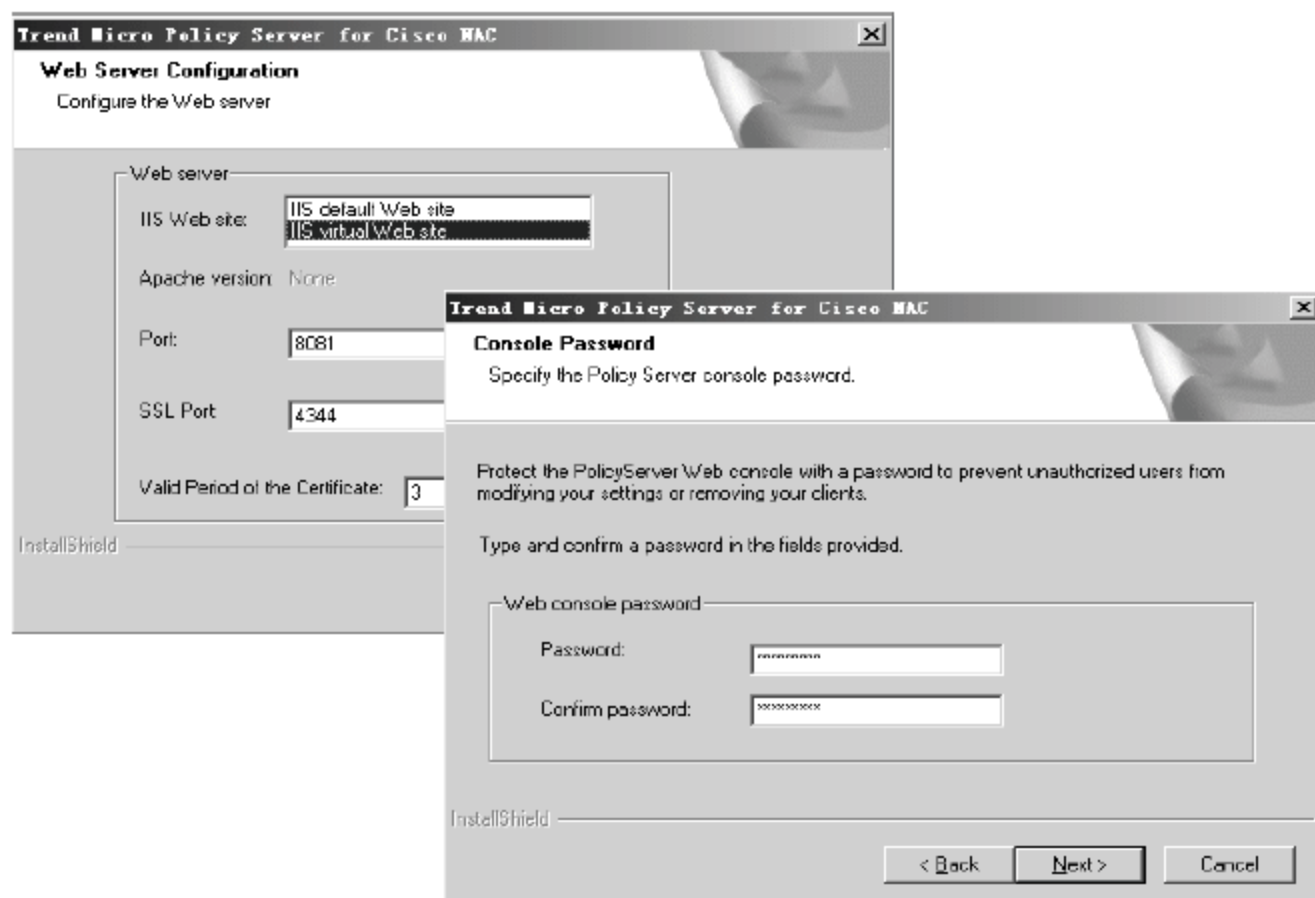 Trend Micro Policy Server for Cisco NAC
Web Server Configuration
Configure the Web server
Web server
IIS Web site:
IIS default Web site
IIS virtual Web site
Apache version: None
Port: 8081
SSL Port: 4344
Valid Period of the Certificate: 3
InstallShield
Trend Micro Policy Server for Cisco NAC
Console Password
Specify the Policy Server console password.
Protect the PolicyServer Web console with a password to prevent unauthorized users from
modifying your settings or removing your clients.
Type and confirm a password in the fields provided.
Web console password
Password: *********
Confirm password: *********
InstallShield
< Back Next > Cancel